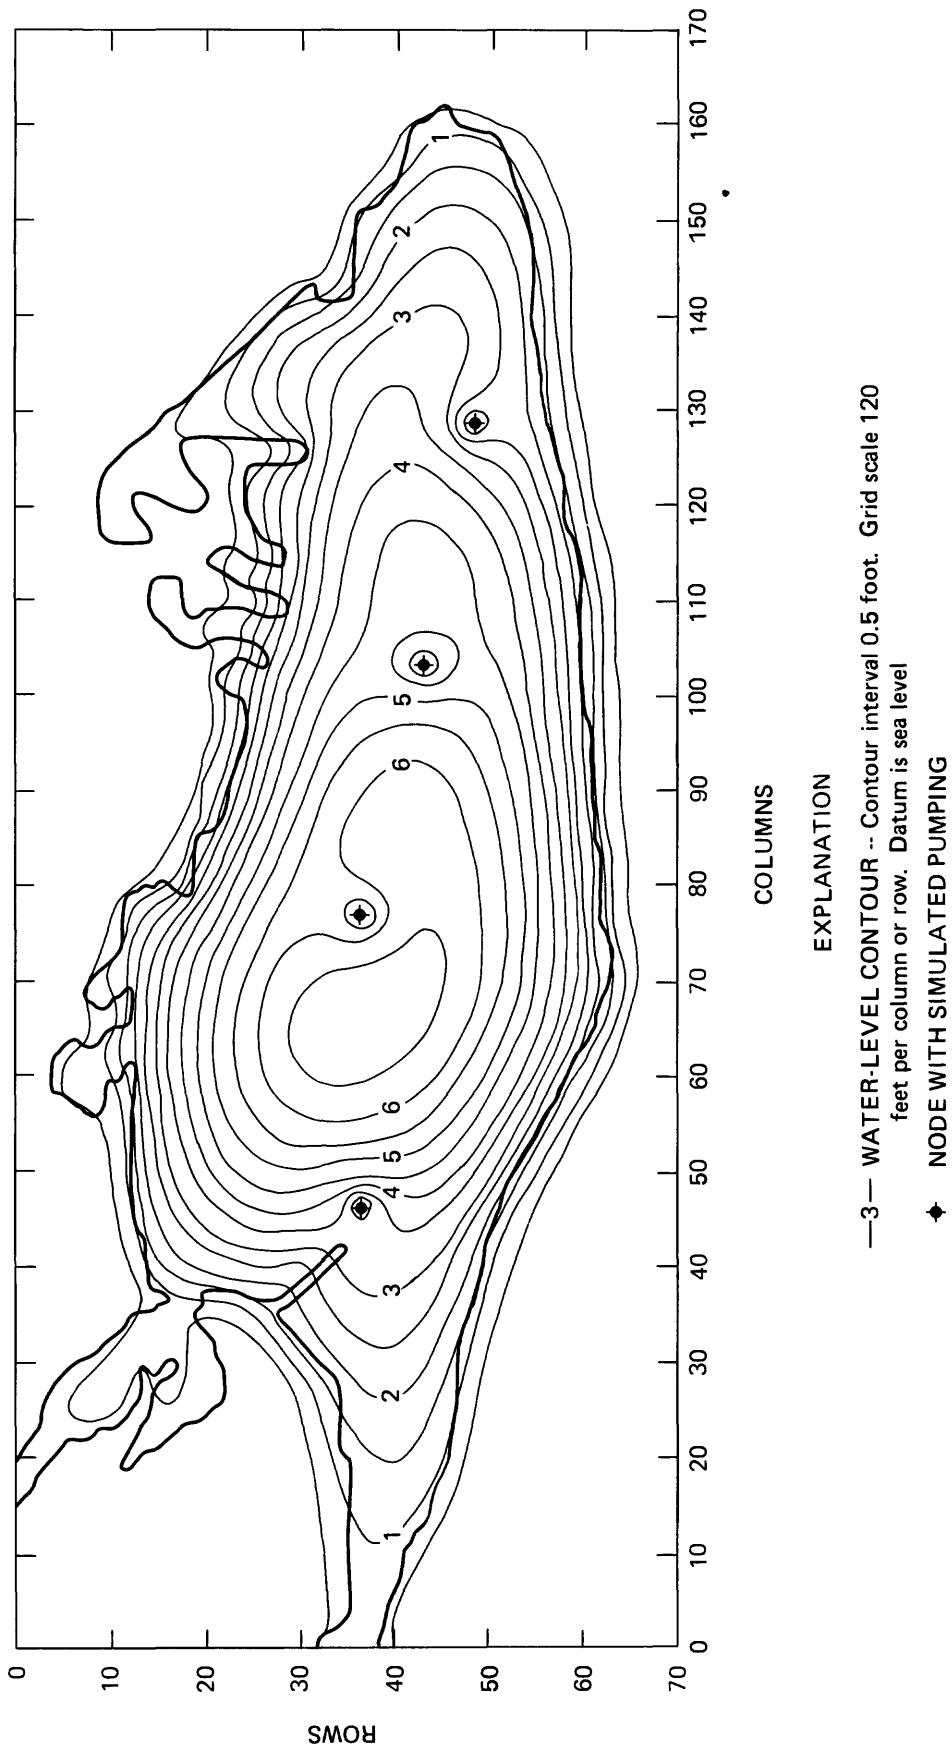 0 10 20 30 40 50 60 70
ROWS
0 10 20 30 40 50 60 70 80 90 100 110 120 130 140 150 160 170
COLUMNS
1
2
3
4
5
6
6
5
4
3
2
1
EXPLANATION
—3— WATER-LEVEL CONTOUR -- Contour interval 0.5 foot. Grid scale 120
feet per column or row. Datum is sea level
NODE WITH SIMULATED PUMPING